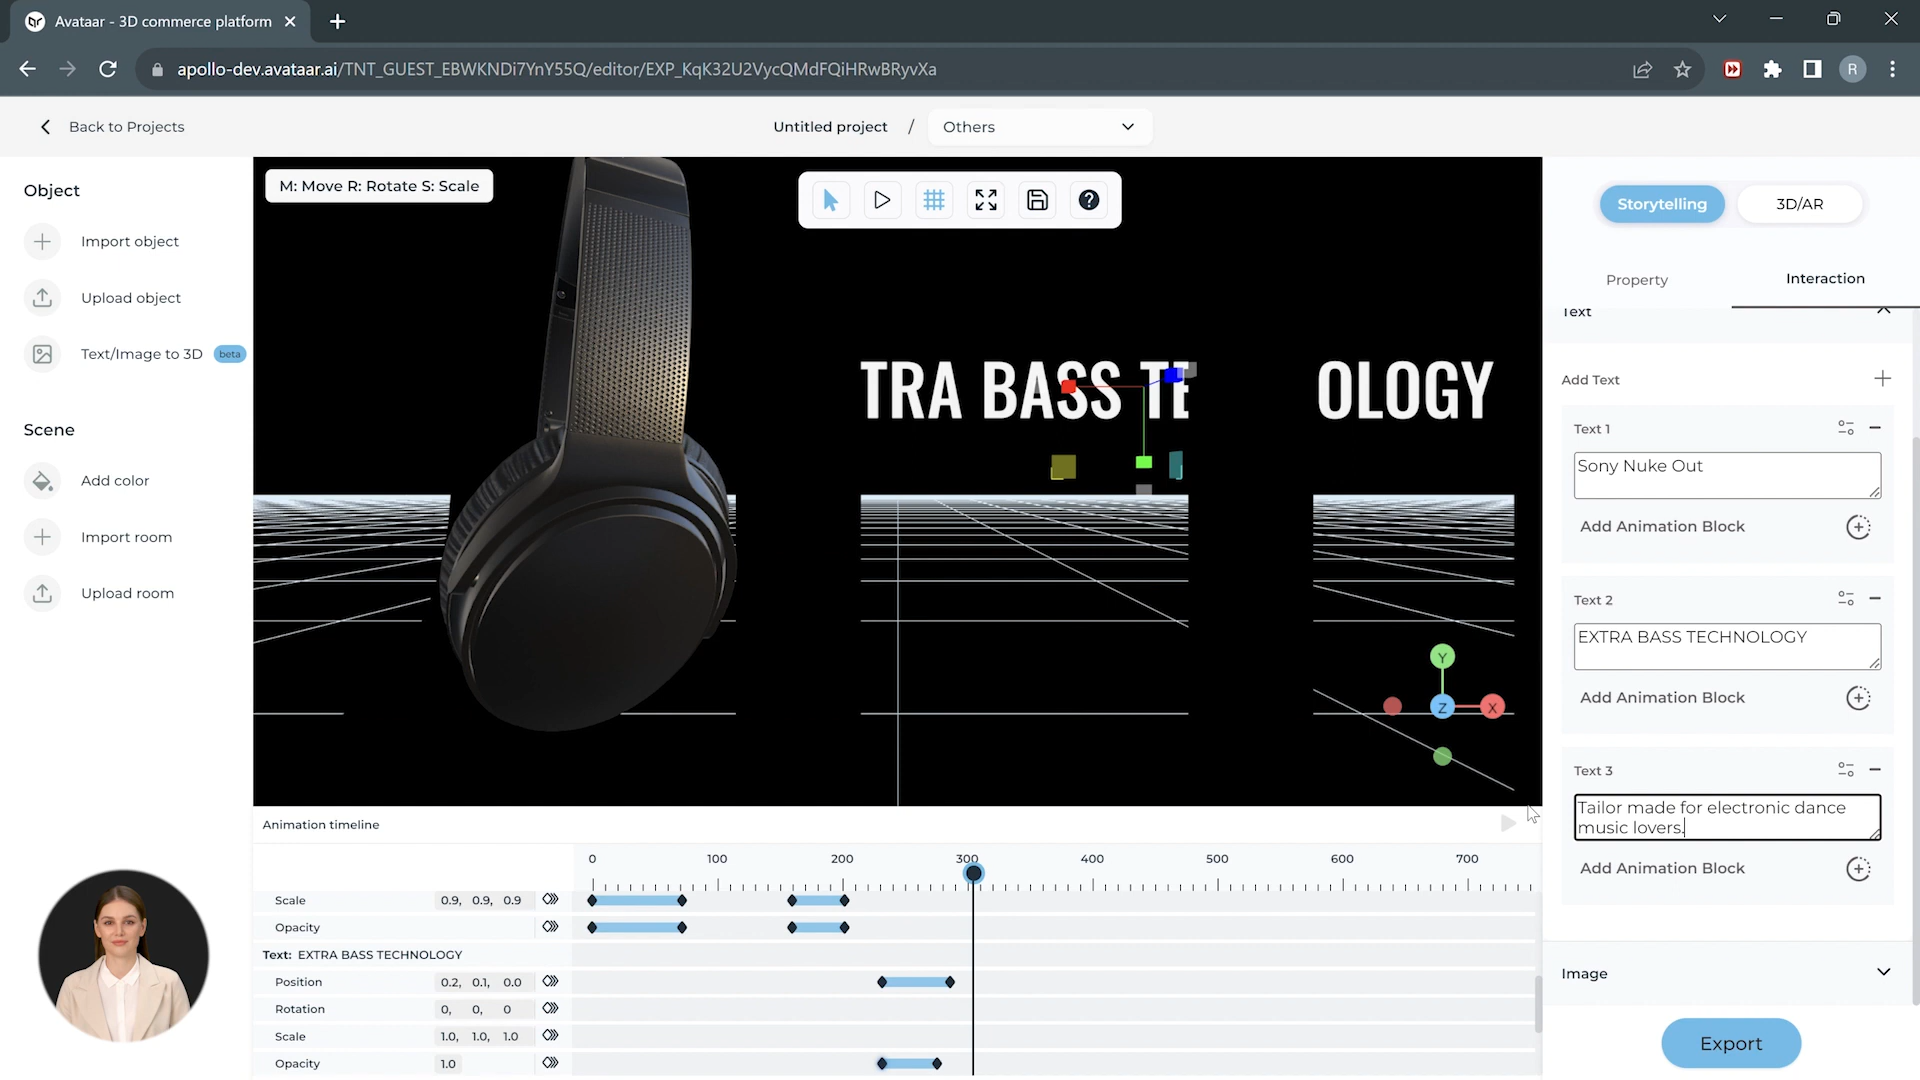 Avataar - 3D commerce platform
apollo-dev.avataar.ai/TNT_GUEST_EBWKNDi7YnY55Q/editor/EXP_KqK32U2VycQMdFQiHRwBRyvXa
R
Back to Projects
Untitled project / Others
Object
Import object
Upload object
Text/Image to 3D beta
Scene
Add color
Import room
Upload room
M: Move R: Rotate S: Scale
TRA BASS TE OLOGY
Y
Z
X
Storytelling
3D/AR
Property
Interaction
Text
Add Text
Text 1
Sony Nuke Out
Add Animation Block
Text 2
EXTRA BASS TECHNOLOGY
Add Animation Block
Text 3
Tailor made for electronic dance
music lovers.
Add Animation Block
Image
Export
Animation timeline
0 100 200 300 400 500 600 700
Scale 0.9, 0.9, 0.9
Opacity
Text: EXTRA BASS TECHNOLOGY
Position 0.2, 0.1, 0.0
Rotation 0, 0, 0
Scale 1.0, 1.0, 1.0
Opacity 1.0